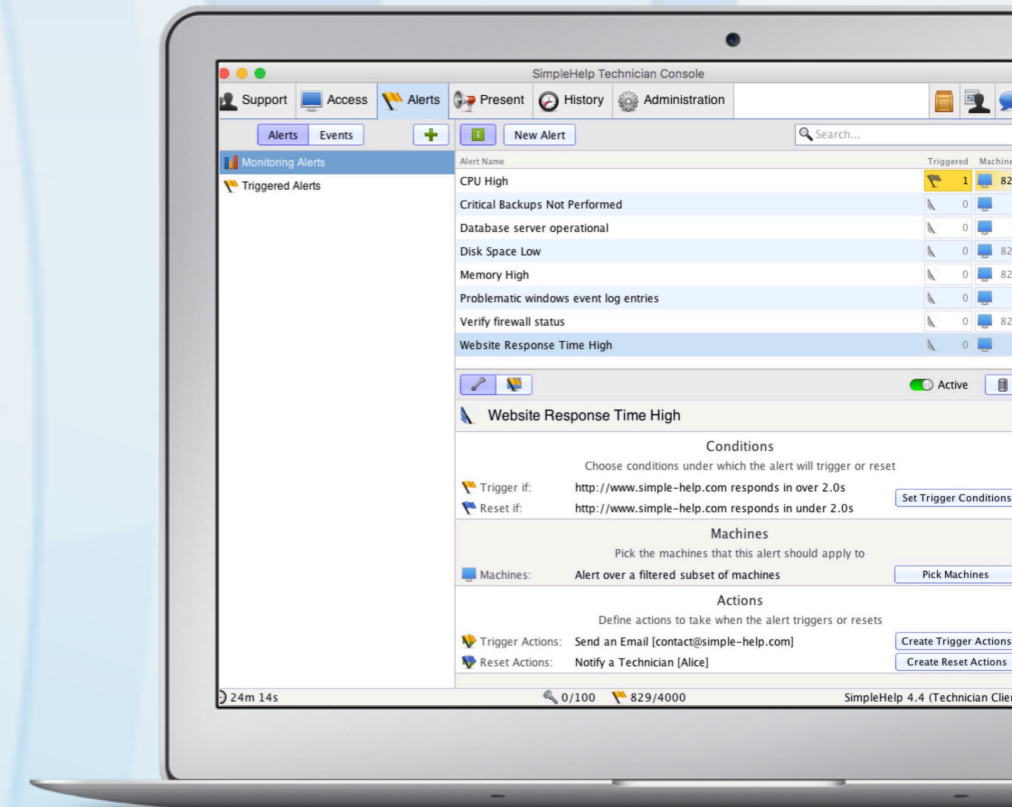 SimpleHelp Technician Console
Support Access Alerts Present History Administration
Alerts Events New Alert Search...
Monitoring Alerts
Triggered Alerts
Alert Name Triggered
CPU High 1
Critical Backups Not Performed 0
Database server operational 0
Disk Space Low 0
Memory High 0
Problematic windows event log entries 0
Verify firewall status 0
Website Response Time High 0
Active
Website Response Time High
Conditions
Choose conditions under which the alert will trigger or reset
Trigger if: http://www.simple-help.com responds in over 2.0s
Reset if: http://www.simple-help.com responds in under 2.0s
Set Trigger Conditions
Machines
Pick the machines that this alert should apply to
Machines: Alert over a filtered subset of machines Pick Machines
Actions
Define actions to take when the alert triggers or resets
Trigger Actions: Send an Email [contact@simple-help.com] Create Trigger Actions
Reset Actions: Notify a Technician [Alice] Create Reset Actions
24m 14s 0/100 829/4000 SimpleHelp 4.4 (Technician